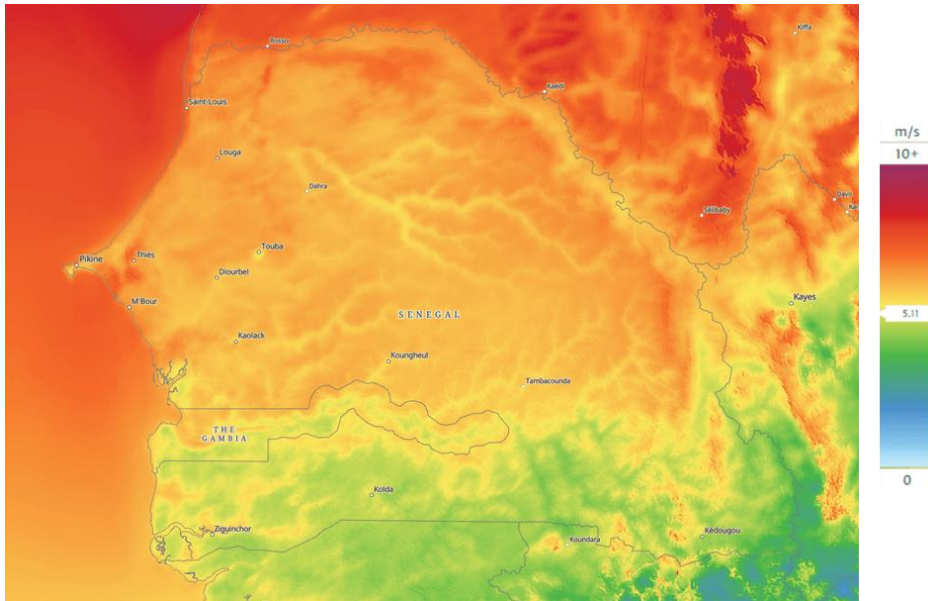 Kiffa
Rosso
Kaédi
Saint-Louis
Louga
Dahra
Sélibaby
Touba
Thiès
Pikine
Diourbel
M'Bour
Kayes
SENEGAL
Kaolack
Koungheul
Tambacounda
THE
GAMBIA
Kolda
Ziguinchor
Koundara
Kédougou
m/s
10+
5.11
0